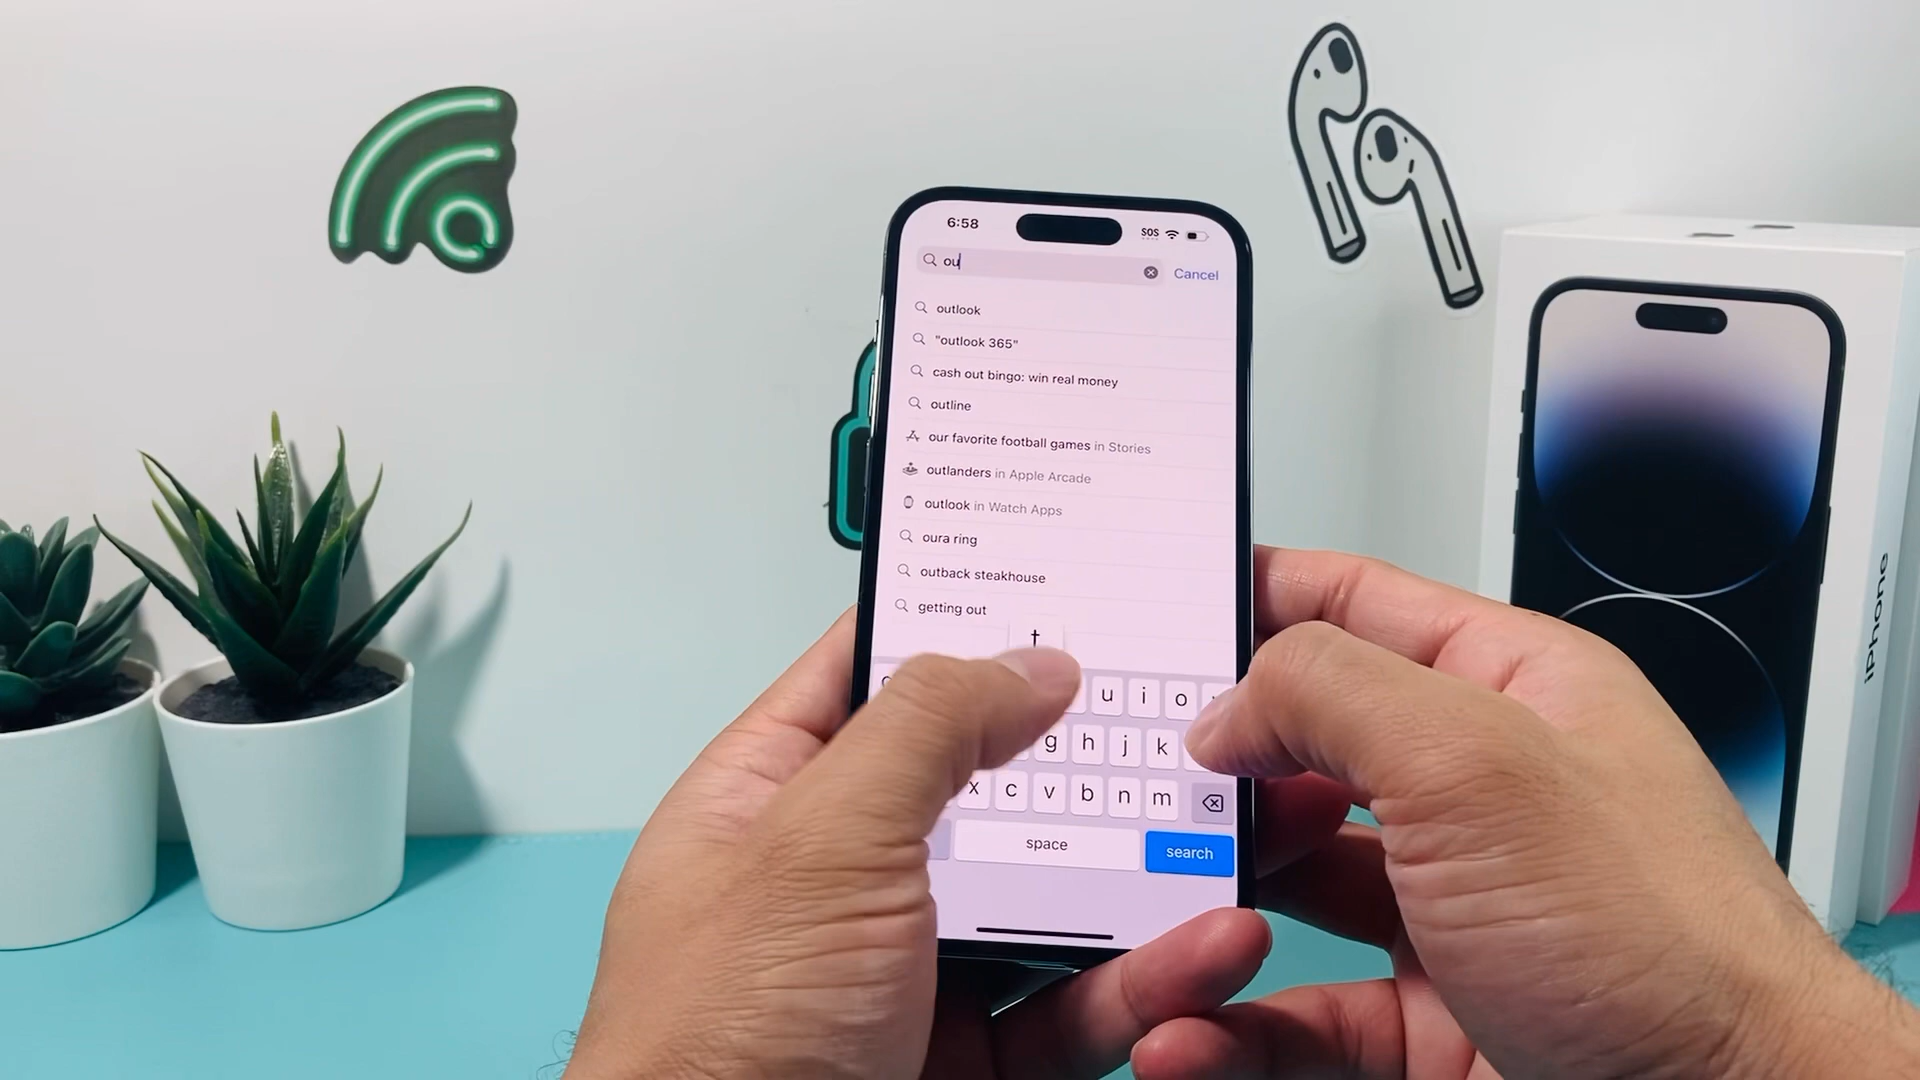 6:58
SOS
ou
Cancel
outlook
"outlook 365"
cash out bingo: win real money
outline
our favorite football games in Stories
outlanders in Apple Arcade
outlook in Watch Apps
oura ring
outback steakhouse
getting out
t
u i o
g h j k
x c v b n m
space
search
iPhone